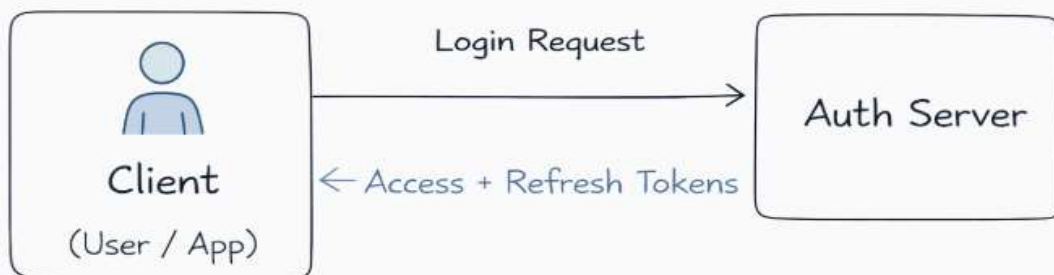 Login Request
Auth Server
Client
← Access + Refresh Tokens
(User / App)